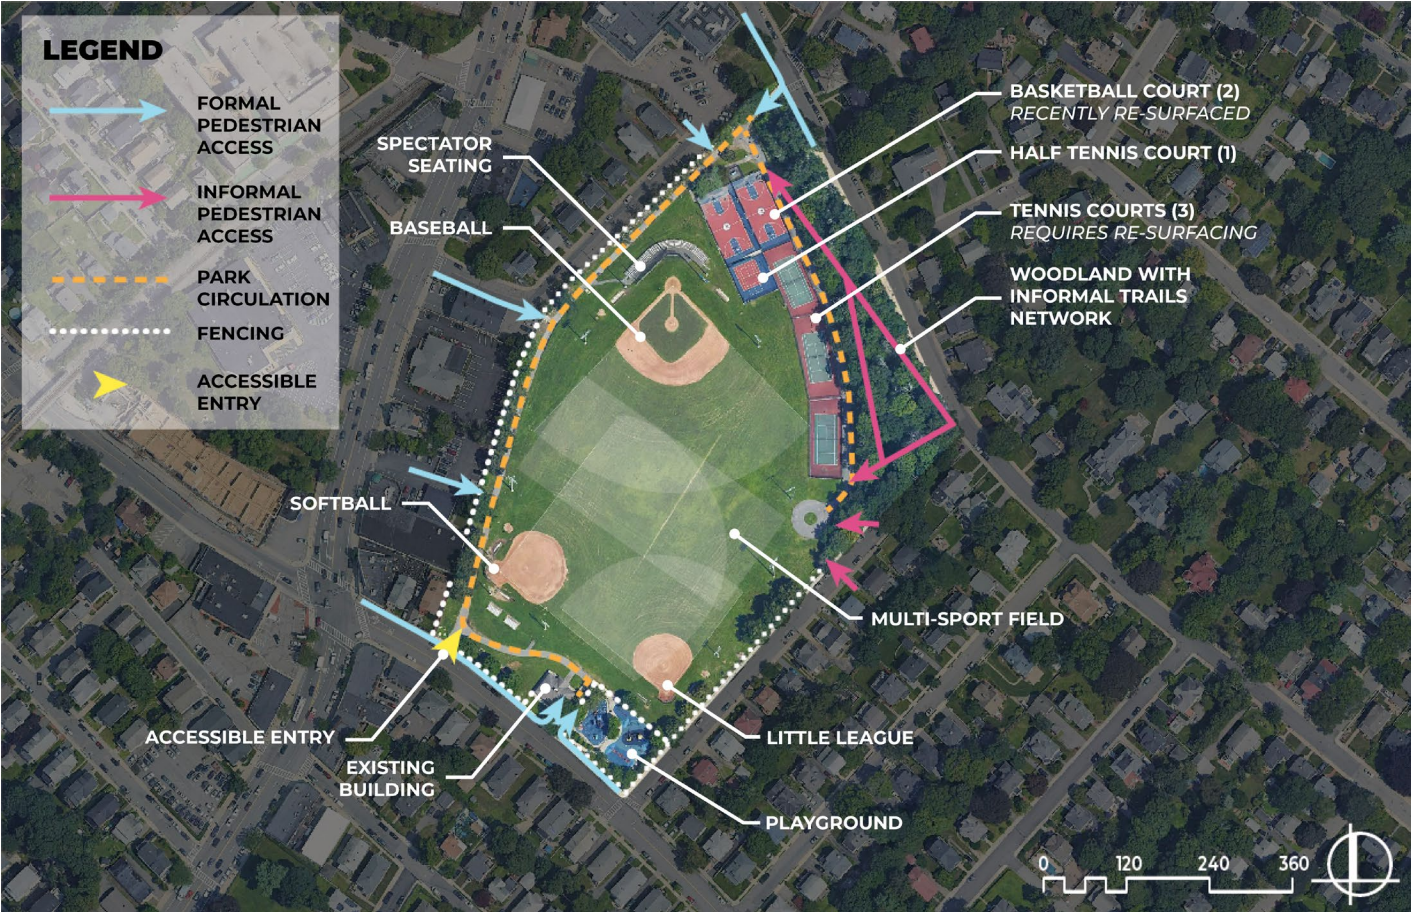 LEGEND
FORMAL
PEDESTRIAN
ACCESS
INFORMAL
PEDESTRIAN
ACCESS
PARK
CIRCULATION
FENCING
ACCESSIBLE
ENTRY
SPECTATOR
SEATING
BASEBALL
SOFTBALL
ACCESSIBLE ENTRY
EXISTING
BUILDING
BASKETBALL COURT (2)
RECENTLY RE-SURFACED
HALF TENNIS COURT (1)
TENNIS COURTS (3)
REQUIRES RE-SURFACING
WOODLAND WITH
INFORMAL TRAILS
NETWORK
MULTI-SPORT FIELD
LITTLE LEAGUE
PLAYGROUND
0 120 240 360